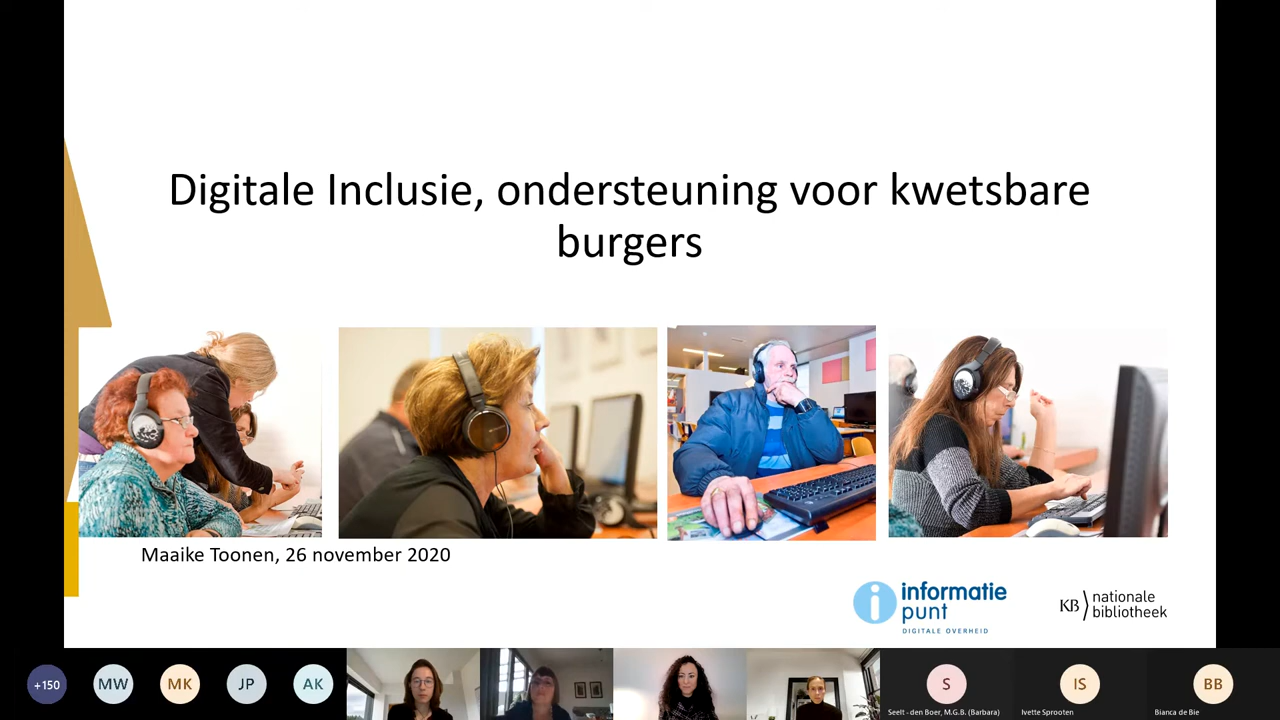 Digitale Inclusie, ondersteuning voor kwetsbare
burgers
Maaike Toonen, 26 november 2020
informatie
punt
DIGITALE OVERHEID
KB nationale
bibliotheek
+150
MW
MK
JP
AK
S
IS
BB
Seelt - den Boer, M.G.B. (Barbara)
Ivette Sprooten
Bianca de Bie